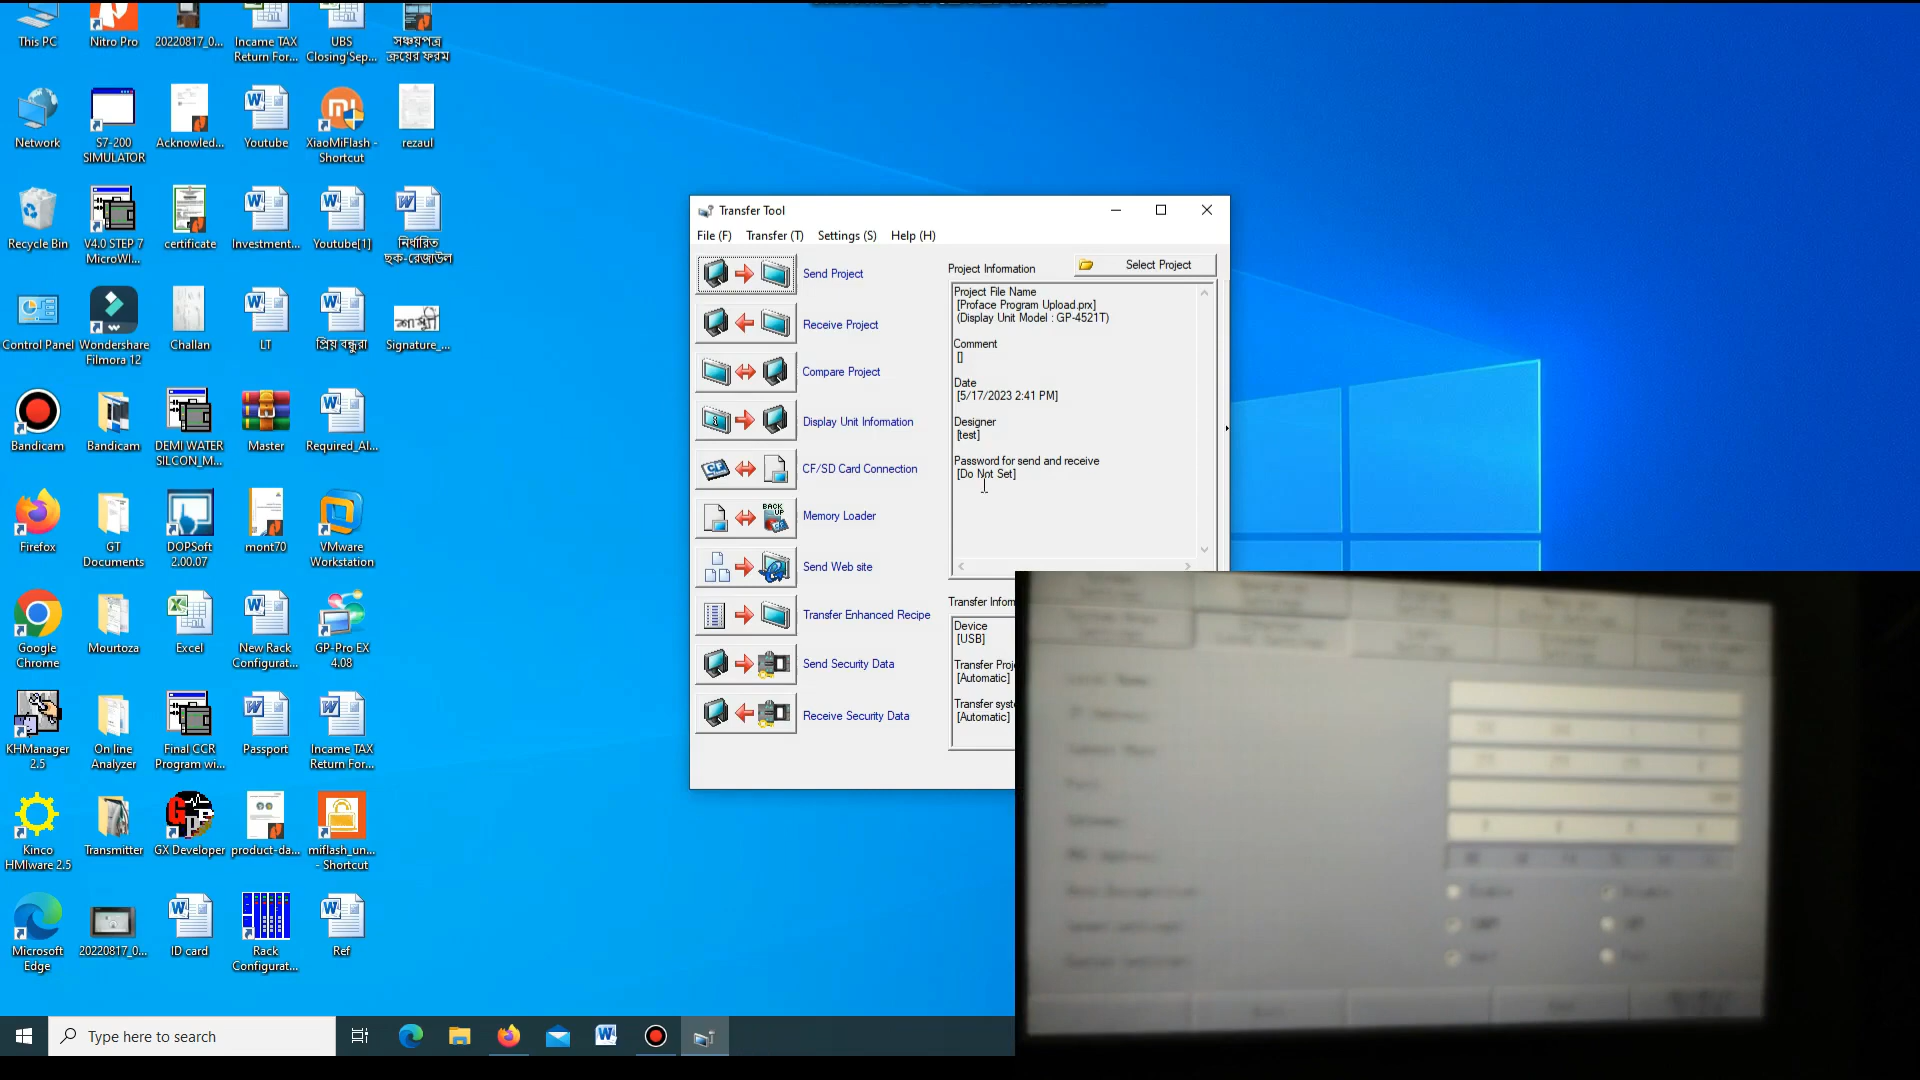 This PC
Nitro Pro
20220817_0...
Incame TAX
Return For...
UBS
Closing'Sep...
সঞ্চয়পত্র
ক্রয়ের ফরম
Network
S7-200
SIMULATOR
Acknowled...
Youtube
XiaoMiFlash -
Shortcut
rezaul
Recycle Bin
V4.0 STEP 7
MicroWI...
certificate
Investment...
Youtube[1]
নির্ধারিত
ছক-রেজাউল
Control Panel
Wondershare
Filmora 12
Challan
LT
প্রিয় বন্ধুরা
Signature_...
Bandicam
Bandicam
DEMI WATER
SILCON_M...
Master
Required_Al...
Firefox
GT
Documents
DOPSoft
2.00.07
mont70
VMware
Workstation
Google
Chrome
Mourtoza
Excel
New Rack
Configurat...
GP-Pro EX
4.08
KHManager
2.5
On line
Analyzer
Final CCR
Program wi...
Passport
Incame TAX
Return For...
Kinco
HMIware 2.5
Transmitter
GX Developer
product-da...
miflash_un...
- Shortcut
Microsoft
Edge
20220817_0...
ID card
Rack
Configurat...
Ref
Transfer Tool
File (F)
Transfer (T)
Settings (S)
Help (H)
Send Project
Receive Project
Compare Project
Display Unit Information
CF/SD Card Connection
Memory Loader
BACK
UP
Send Web site
Transfer Enhanced Recipe
Send Security Data
Receive Security Data
Project Information
Select Project
Project File Name
[Proface Program Upload.prx]
(Display Unit Model : GP-4521T)
Comment
[]
Date
[5/17/2023 2:41 PM]
Designer
[test]
Password for send and receive
[Do Not Set]
Transfer Inform
Device
[USB]
Transfer Proj
[Automatic]
Transfer syste
[Automatic]
Type here to search